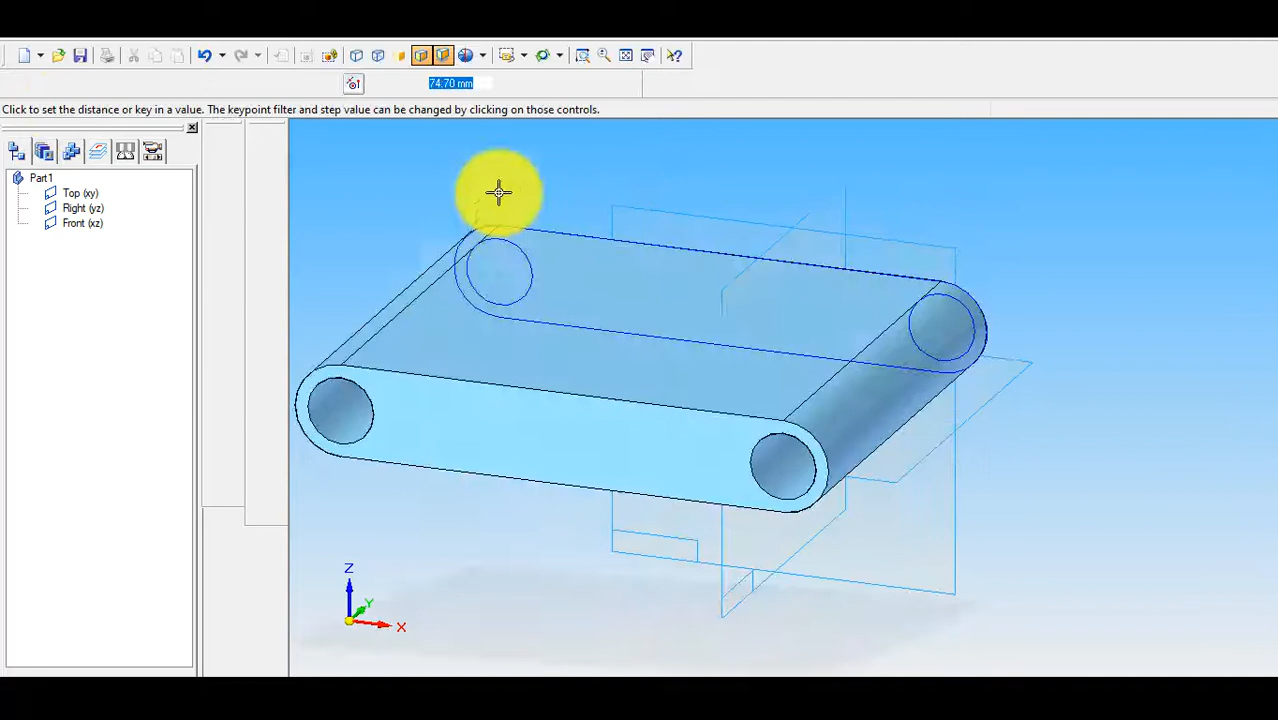 74.70 mm
Click to set the distance or key in a value. The keypoint filter and step value can be changed by clicking on those controls.
Part1
Top (xy)
Right (yz)
Front (xz)
Z
Y
X